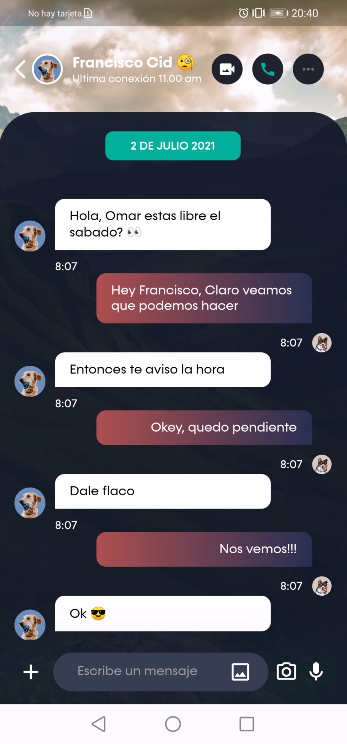 No hay tarjeta
20:40
Francisco Cid 🧐
Ultima conexión 11.00 am
2 DE JULIO 2021
Hola, Omar estas libre el
sabado? 👀
8:07
Hey Francisco, Claro veamos
que podemos hacer
8:07
Entonces te aviso la hora
8:07
Okey, quedo pendiente
8:07
Dale flaco
8:07
Nos vemos!!!
8:07
Ok 😎
Escribe un mensaje